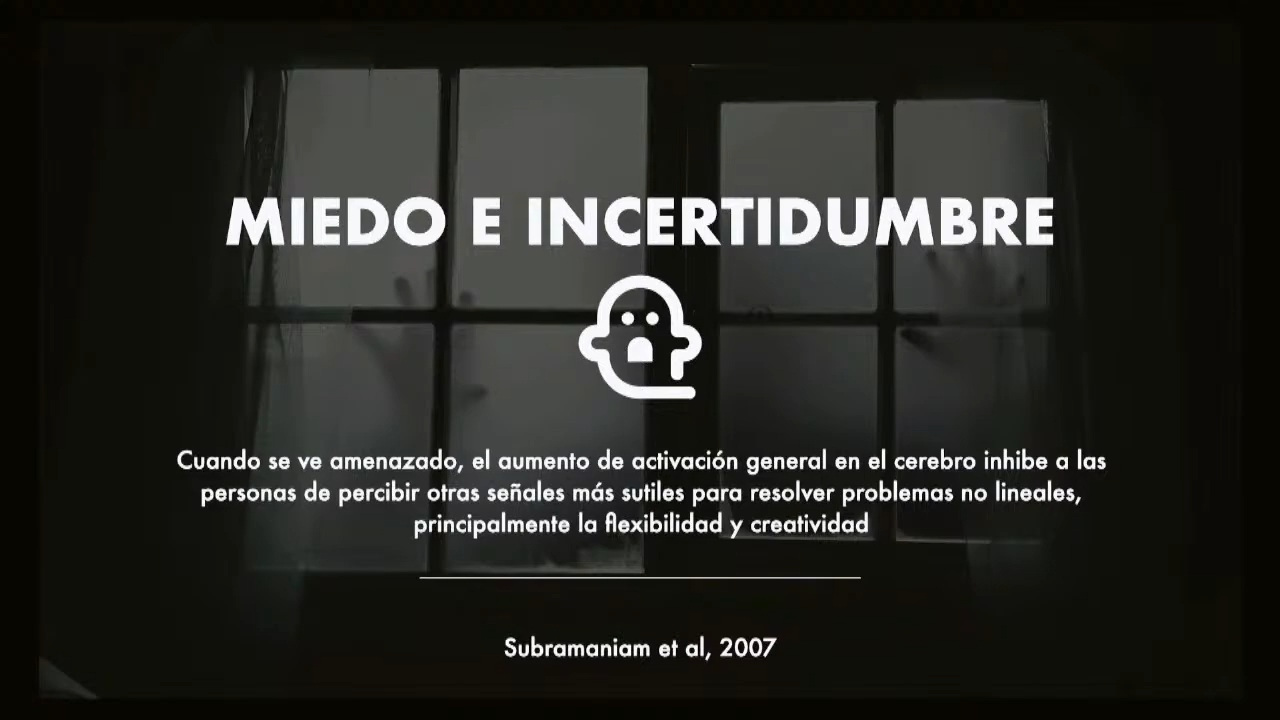 MIEDO E INCERTIDUMBRE
Cuando se ve amenazado, el aumento de activación general en el cerebro inhibe a las
personas de percibir otras señales más sutiles para resolver problemas no lineales,
principalmente la flexibilidad y creatividad
Subramaniam et al, 2007